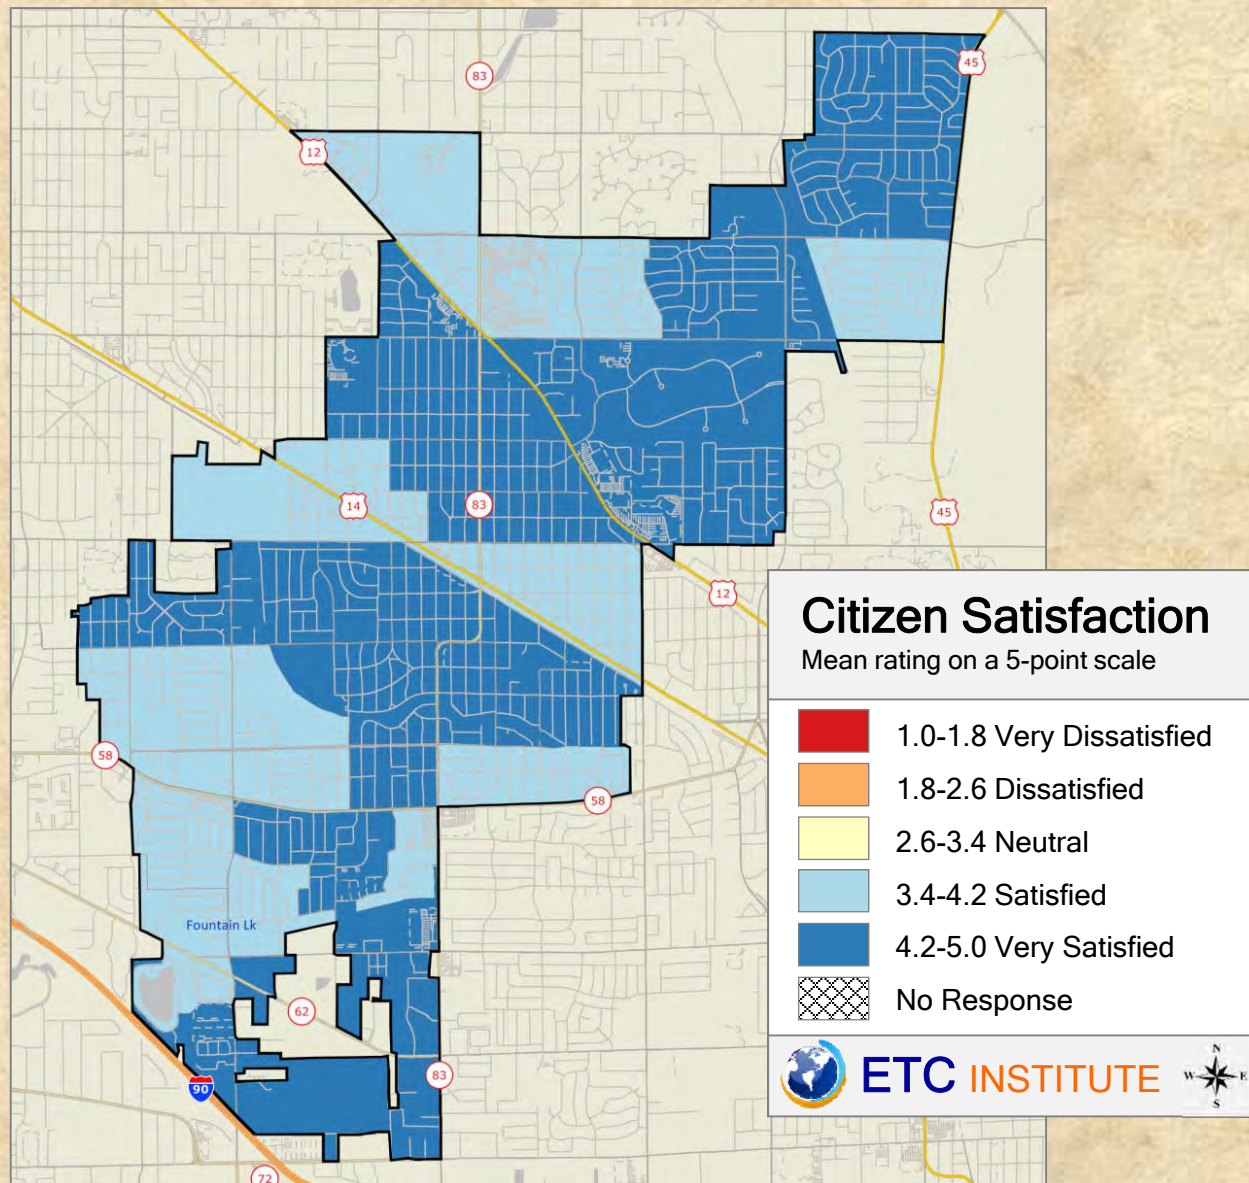 45
83
12
14
83
45
12
58
58
Fountain Lk
62
83
90
72
Citizen Satisfaction
Mean rating on a 5-point scale
1.0-1.8 Very Dissatisfied
1.8-2.6 Dissatisfied
2.6-3.4 Neutral
3.4-4.2 Satisfied
4.2-5.0 Very Satisfied
No Response
ETC INSTITUTE
N
W E
S